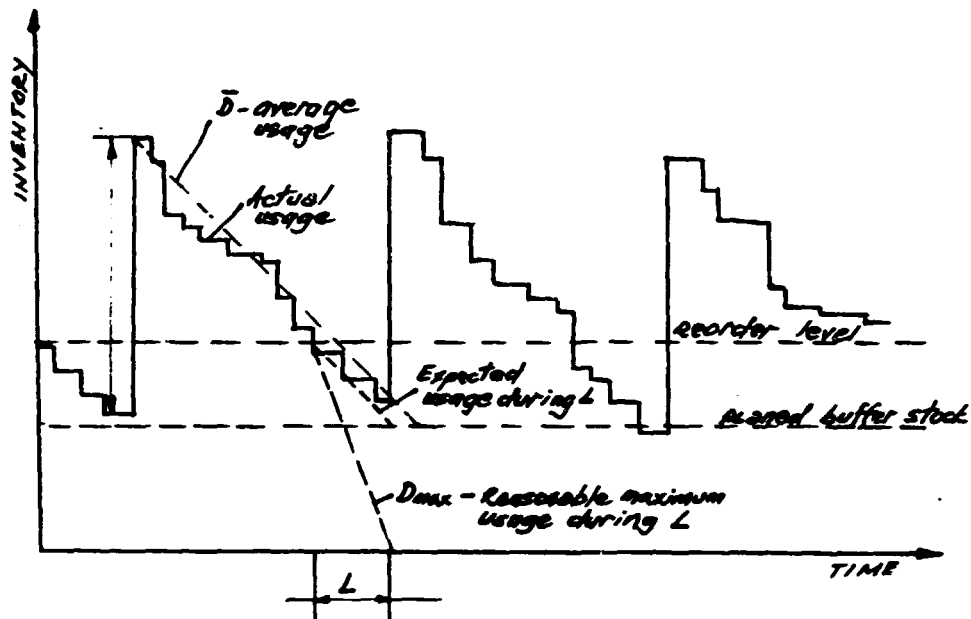 INVENTORY
D̄ - average
usage
Actual
usage
Reorder level
Expected
usage during L
planed buffer stock
Dmax - Reasonable maximum
usage during L
TIME
L